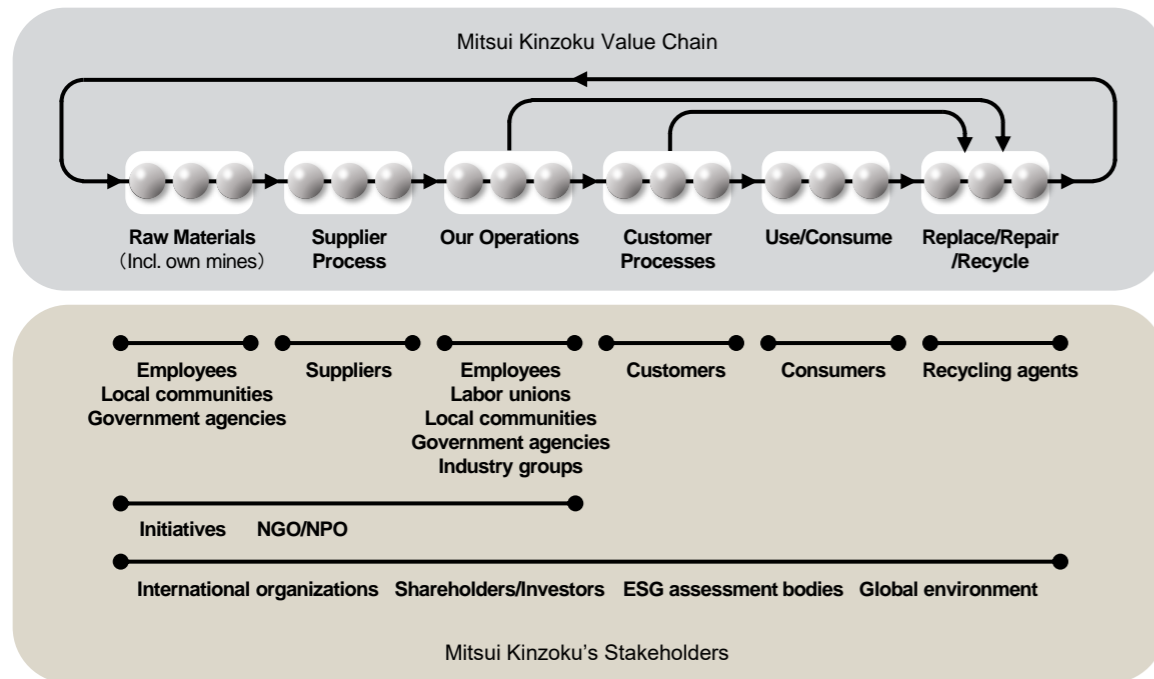 Mitsui Kinzoku Value Chain
Raw Materials
（Incl. own mines）
Supplier
Process
Our Operations
Customer
Processes
Use/Consume
Replace/Repair
/Recycle
Employees
Local communities
Government agencies
Suppliers
Employees
Labor unions
Local communities
Government agencies
Industry groups
Customers
Consumers
Recycling agents
Initiatives NGO/NPO
International organizations Shareholders/Investors ESG assessment bodies Global environment
Mitsui Kinzoku’s Stakeholders